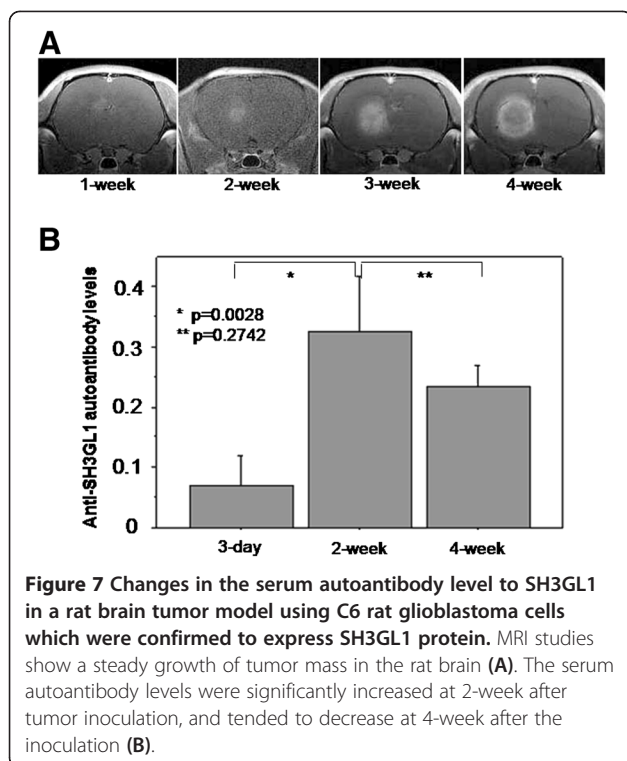 A
1-week 2-week 3-week 4-week
B
Anti-SH3GL1 autoantibody levels
0.4
0.3
0.2
0.1
0
* **
* p=0.0028
** p=0.2742
3-day 2-week 4-week
Figure 7 Changes in the serum autoantibody level to SH3GL1
in a rat brain tumor model using C6 rat glioblastoma cells
which were confirmed to express SH3GL1 protein. MRI studies
show a steady growth of tumor mass in the rat brain (A). The serum
autoantibody levels were significantly increased at 2-week after
tumor inoculation, and tended to decrease at 4-week after the
inoculation (B).